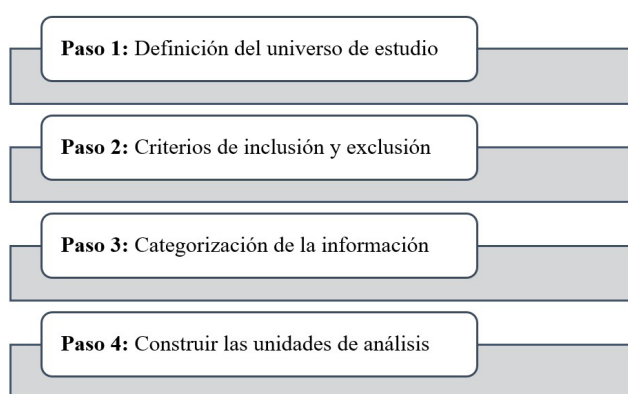 Paso 1: Definición del universo de estudio
Paso 2: Criterios de inclusión y exclusión
Paso 3: Categorización de la información
Paso 4: Construir las unidades de análisis